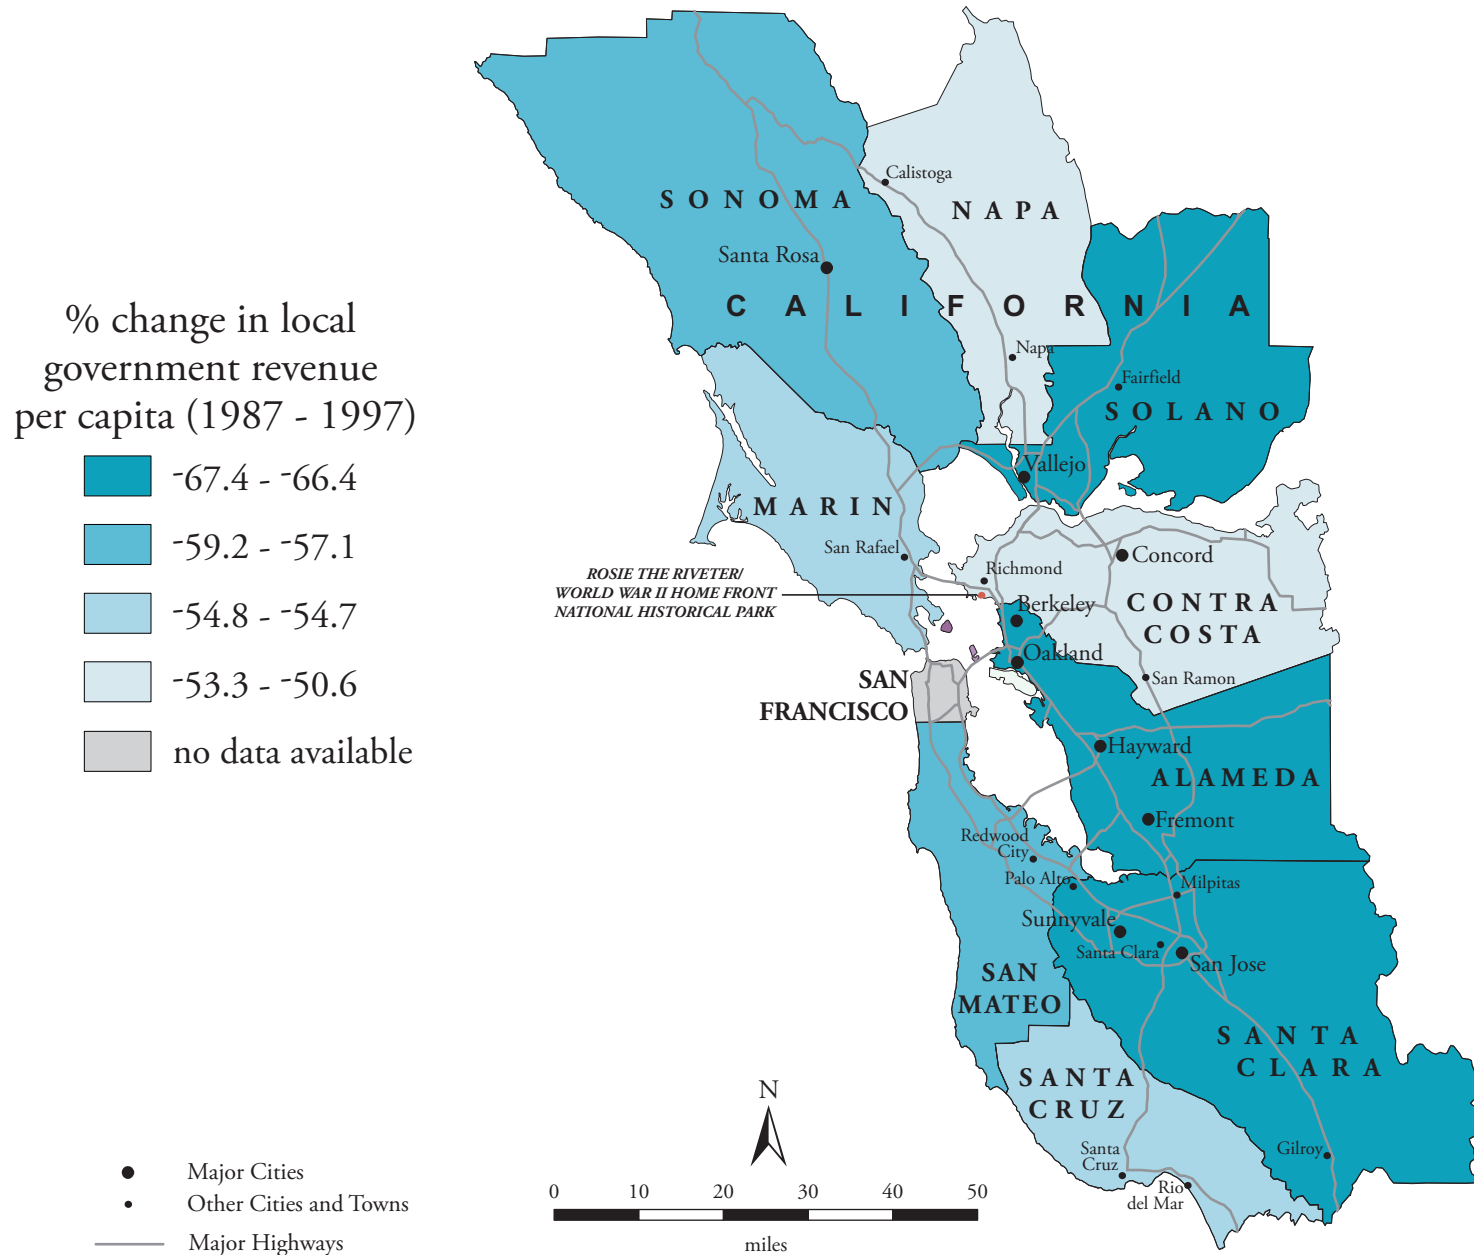 Calistoga
SONOMA
NAPA
Santa Rosa
CALIFORNIA
% change in local
government revenue
per capita (1987 - 1997)
-67.4 - -66.4
-59.2 - -57.1
-54.8 - -54.7
-53.3 - -50.6
no data available
Napa
Fairfield
SOLANO
Vallejo
MARIN
San Rafael
Concord
Richmond
ROSIE THE RIVETER/
WORLD WAR II HOME FRONT
NATIONAL HISTORICAL PARK
Berkeley
CONTRA
COSTA
Oakland
SAN
FRANCISCO
San Ramon
Hayward
ALAMEDA
Fremont
Redwood
City
Palo Alto
Milpitas
Sunnyvale
Santa Clara
San Jose
SAN
MATEO
SANTA
CLARA
SANTA
CRUZ
Santa
Cruz
Rio
del Mar
Gilroy
N
0 10 20 30 40 50
miles
Major Cities
Other Cities and Towns
Major Highways